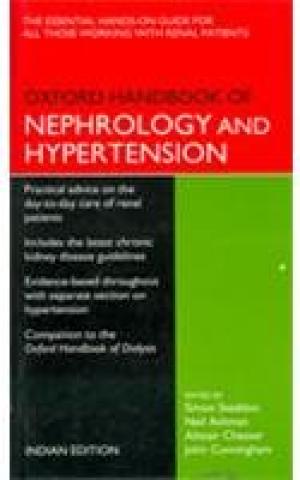 THE ESSENTIAL HANDS-ON GUIDE FOR
ALL THOSE WORKING WITH RENAL PATIENTS
OXFORD HANDBOOK OF
NEPHROLOGY AND
HYPERTENSION
Practical advice on the
day-to-day care of renal
patients
Includes the latest chronic
kidney disease guidelines
Evidence-based throughout
with separate section on
hypertension
Companion to the
Oxford Handbook of Dialysis
EDITED BY
Simon Steddon
Neil Ashman
Alistair Chesser
John Cunningham
INDIAN EDITION